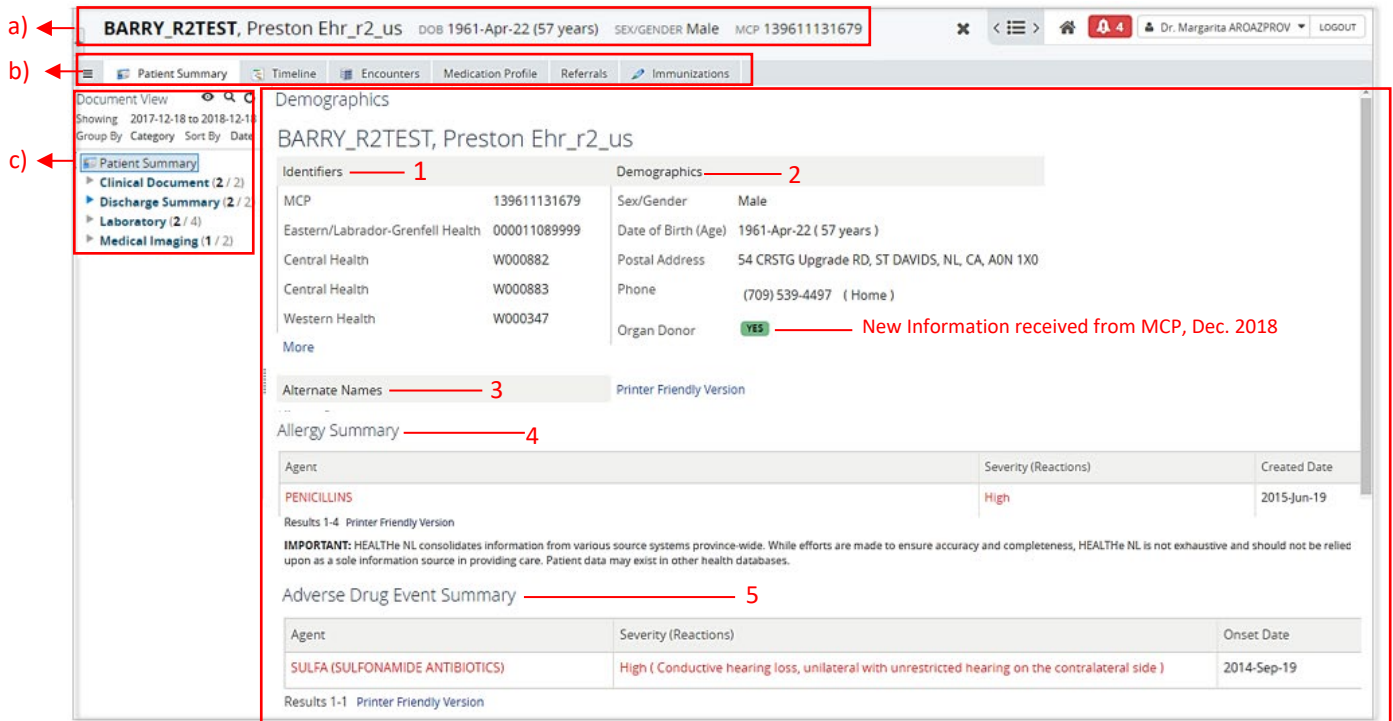 a)
BARRY_R2TEST, Preston Ehr_r2_us DOB 1961-Apr-22 (57 years) SEX/GENDER Male MCP 139611131679
4 Dr. Margarita AROAZPROV LOGOUT
b)
Patient Summary Timeline Encounters Medication Profile Referrals Immunizations
c)
Document View
Showing 2017-12-18 to 2018-12-18
Group By Category Sort By Date
Patient Summary
Clinical Document (2 / 2)
Discharge Summary (2 / 2
Laboratory (2 / 4)
Medical Imaging (1 / 2)
Demographics
BARRY_R2TEST, Preston Ehr_r2_us
Identifiers 1 Demographics 2
MCP 139611131679 Sex/Gender Male
Eastern/Labrador-Grenfell Health 000011089999 Date of Birth (Age) 1961-Apr-22 ( 57 years )
Central Health W000882 Postal Address 54 CRSTG Upgrade RD, ST DAVIDS, NL, CA, A0N 1X0
Central Health W000883 Phone (709) 539-4497 ( Home )
Western Health W000347 Organ Donor YES New Information received from MCP, Dec. 2018
More
Alternate Names 3 Printer Friendly Version
Allergy Summary 4
Agent Severity (Reactions) Created Date
PENICILLINS High 2015-Jun-19
Results 1-4 Printer Friendly Version
IMPORTANT: HEALTHe NL consolidates information from various source systems province-wide. While efforts are made to ensure accuracy and completeness, HEALTHe NL is not exhaustive and should not be relied
upon as a sole information source in providing care. Patient data may exist in other health databases.
Adverse Drug Event Summary 5
Agent Severity (Reactions) Onset Date
SULFA (SULFONAMIDE ANTIBIOTICS) High ( Conductive hearing loss, unilateral with unrestricted hearing on the contralateral side ) 2014-Sep-19
Results 1-1 Printer Friendly Version